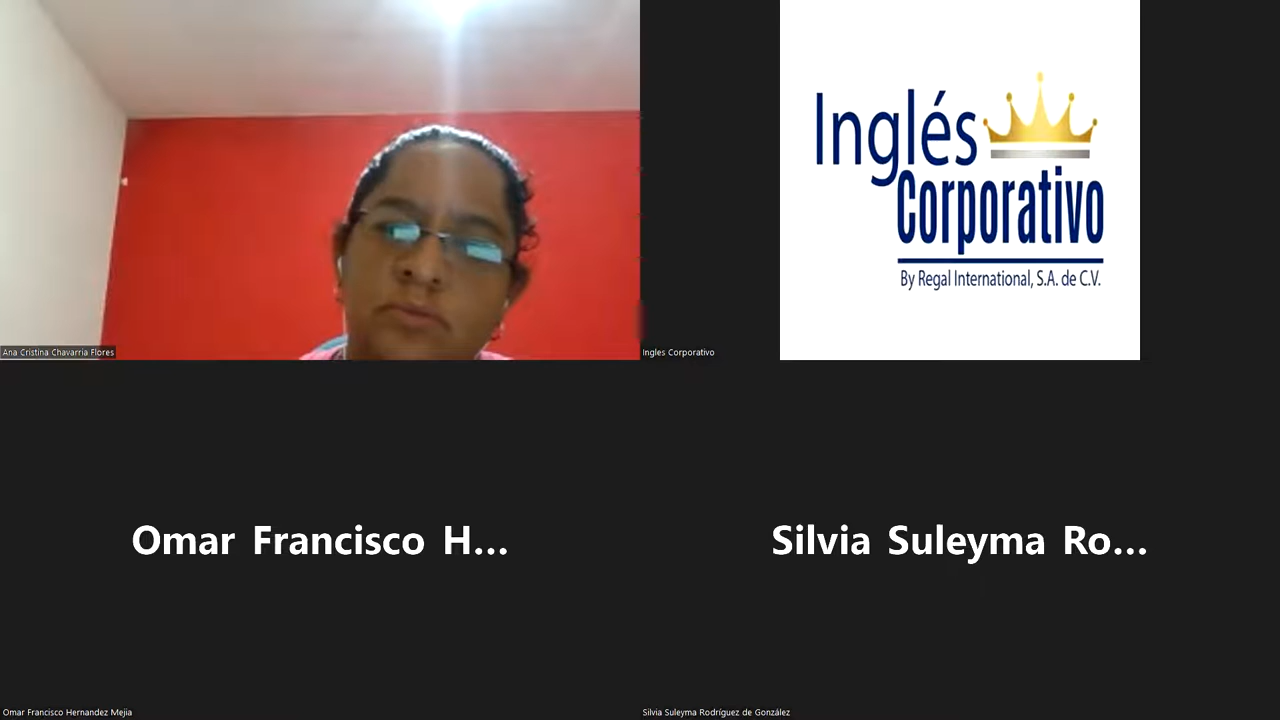 Ana Cristina Chavarria Flores
Inglés
Corporativo
By Regal International, S.A. de C.V.
Ingles Corporativo
Omar Francisco H...
Silvia Suleyma Ro...
Omar Francisco Hernandez Mejia
Silvia Suleyma Rodríguez de González